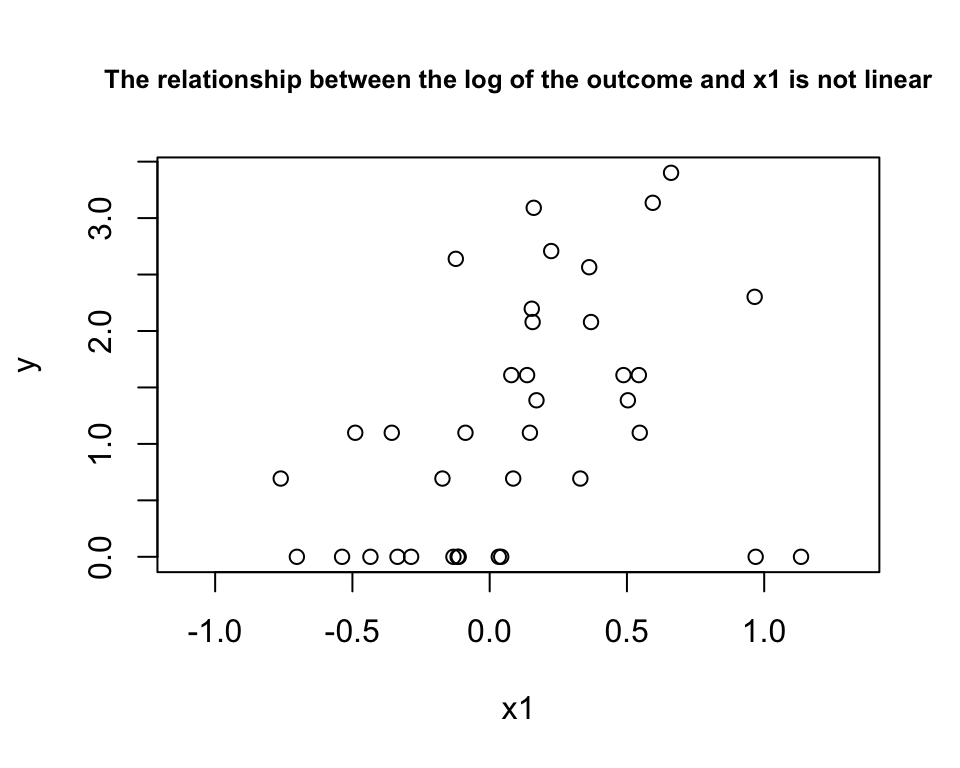 The relationship between the log of the outcome and x1 is not linear
y
3.0
2.0
1.0
0.0
-1.0 -0.5 0.0 0.5 1.0
x1